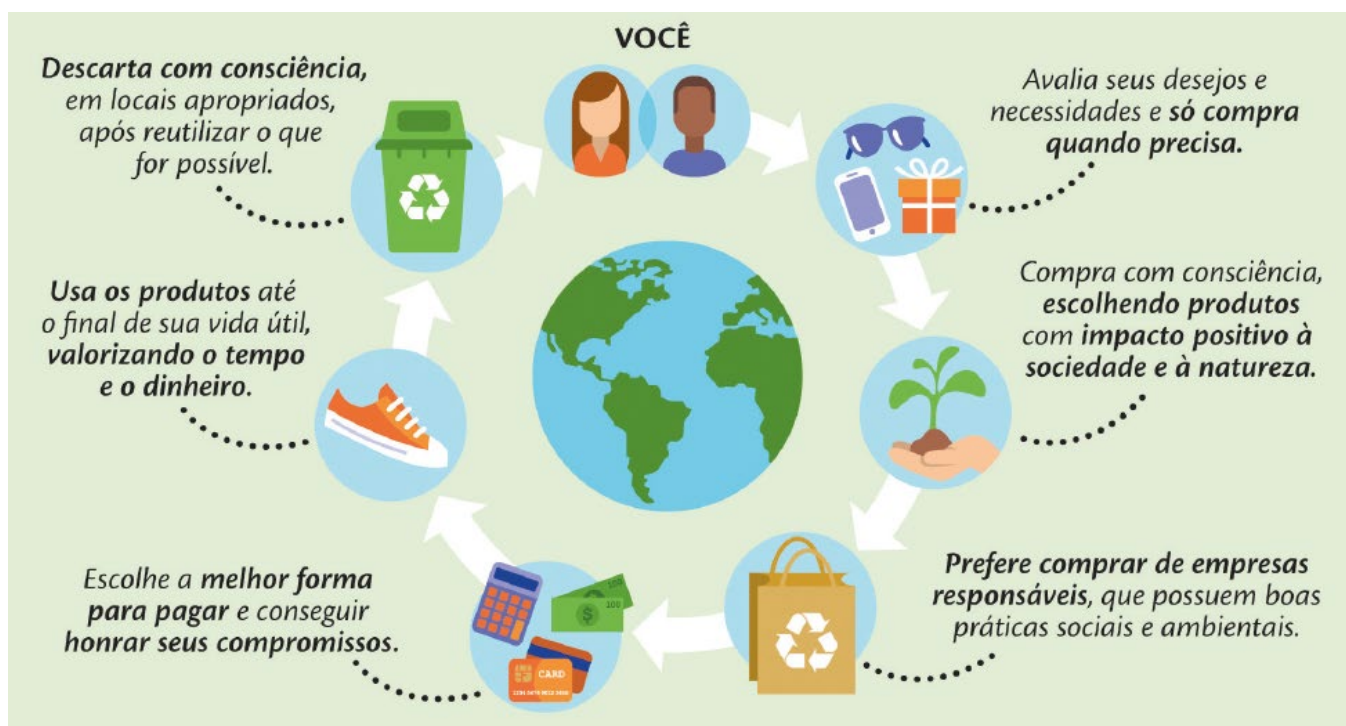 VOCÊ
Avalia seus desejos e
necessidades e só compra
quando precisa.
Compra com consciência,
escolhendo produtos
com impacto positivo à
sociedade e à natureza.
Prefere comprar de empresas
responsáveis, que possuem boas
práticas sociais e ambientais.
Escolhe a melhor forma
para pagar e conseguir
honrar seus compromissos.
100
100
CARD
Usa os produtos até
o final de sua vida útil,
valorizando o tempo
e o dinheiro.
Descarta com consciência,
em locais apropriados,
após reutilizar o que
for possível.